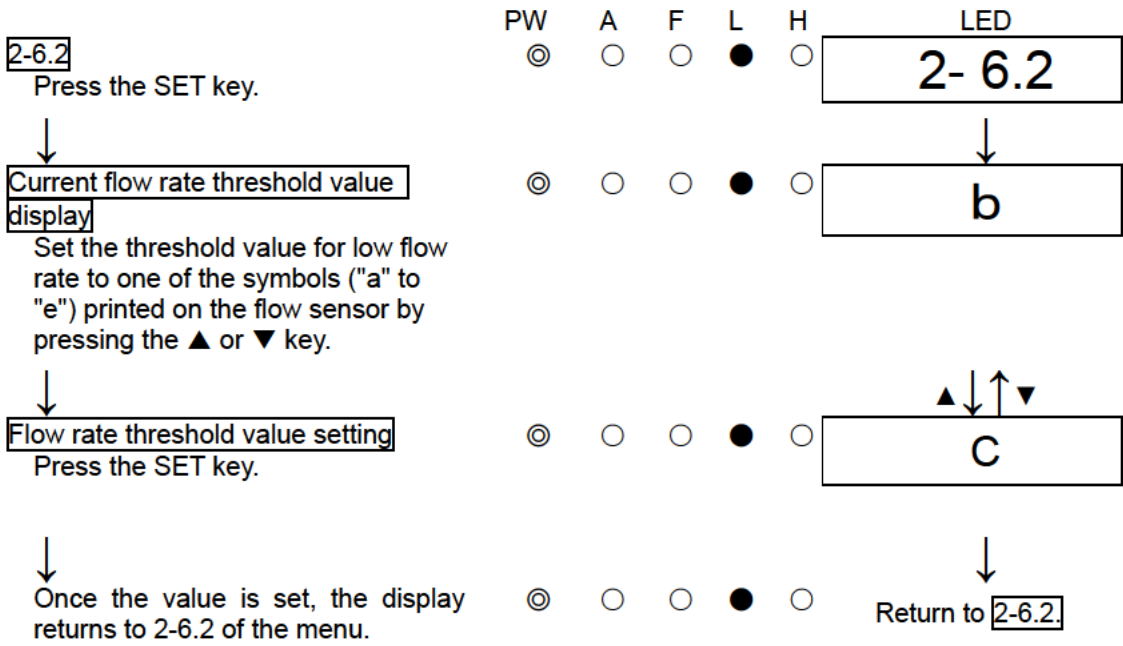 PW A F L H LED
2-6.2 ◎ ○ ○ ● ○ 2- 6.2
Press the SET key.
↓ ↓
Current flow rate threshold value ◎ ○ ○ ● ○ b
display
Set the threshold value for low flow
rate to one of the symbols ("a" to
"e") printed on the flow sensor by
pressing the ▲ or ▼ key.
↓ ▲↓↑▼
Flow rate threshold value setting ◎ ○ ○ ● ○ C
Press the SET key.
↓ ↓
Once the value is set, the display ◎ ○ ○ ● ○ Return to 2-6.2.
returns to 2-6.2 of the menu.